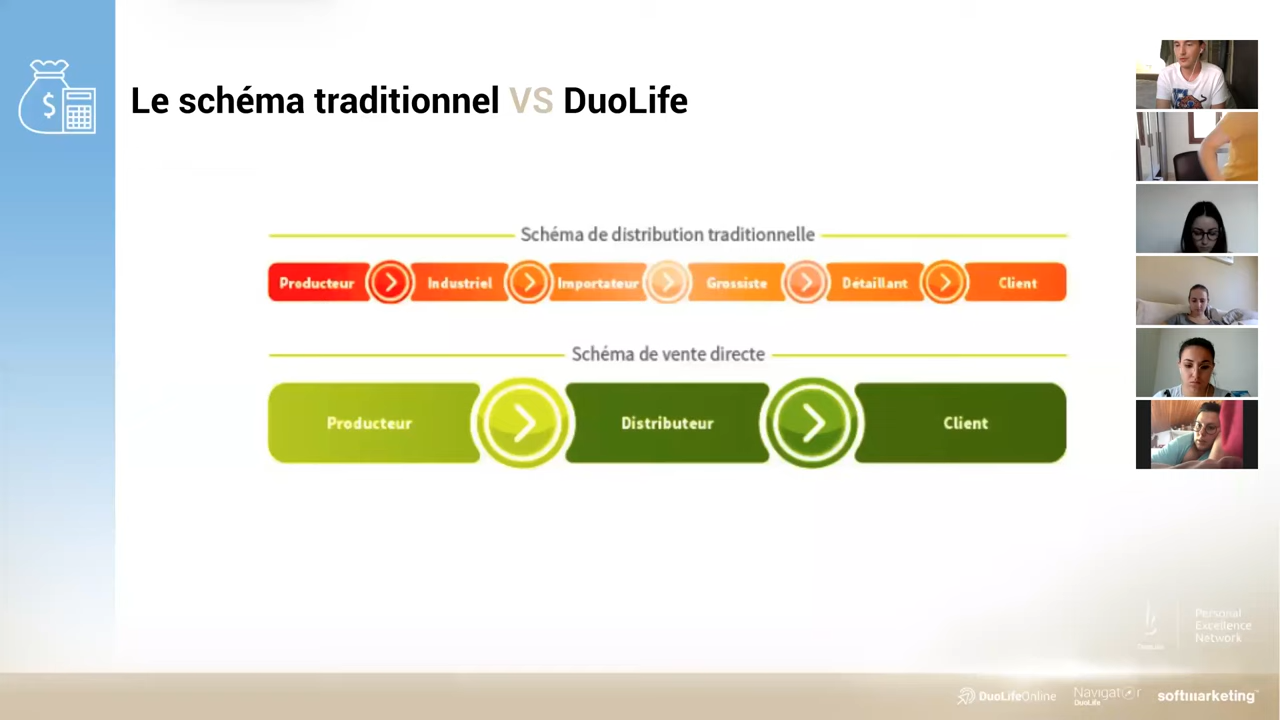 Le schéma traditionnel VS DuoLife
Schéma de distribution traditionnelle
Producteur Industriel Importateur Grossiste Détaillant Client
Schéma de vente directe
Producteur Distributeur Client
Personal
Excellence
Network
DuoLife
DuoLifeOnline Navigator softmarketing
DuoLife